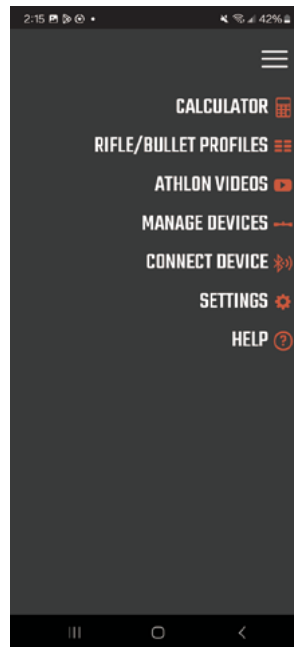 2:15 42%
CALCULATOR
RIFLE/BULLET PROFILES
ATHLON VIDEOS
MANAGE DEVICES
CONNECT DEVICE
SETTINGS
HELP ?